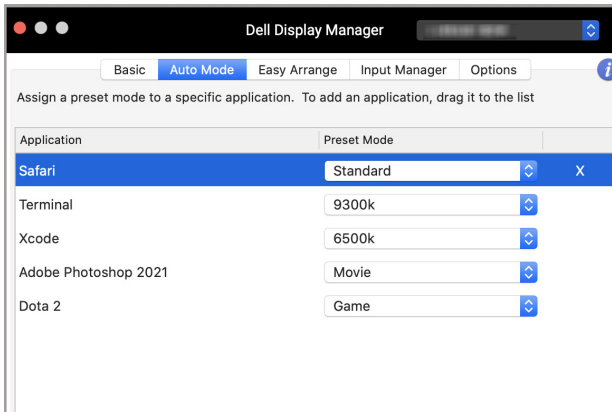 Dell Display Manager
Basic Auto Mode Easy Arrange Input Manager Options i
Assign a preset mode to a specific application. To add an application, drag it to the list
Application Preset Mode
Safari Standard X
Terminal 9300k
Xcode 6500k
Adobe Photoshop 2021 Movie
Dota 2 Game